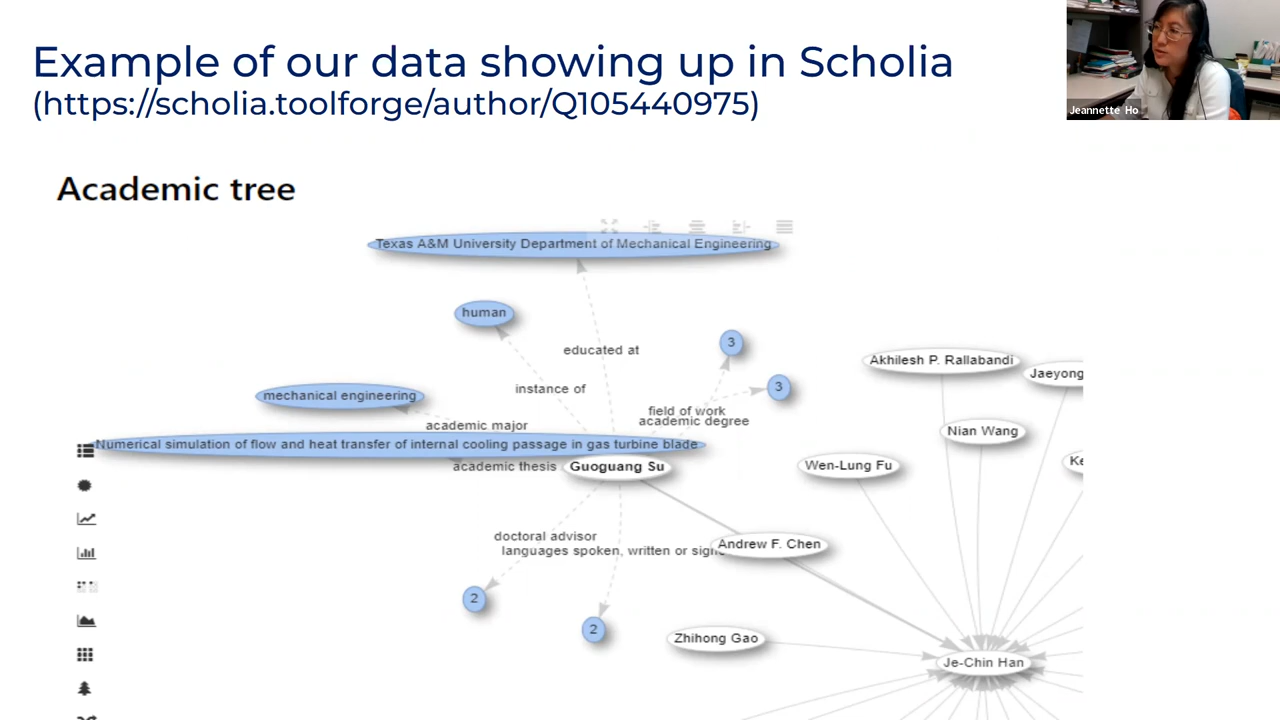 Example of our data showing up in Scholia
(https://scholia.toolforge/author/Q105440975)
Jeannette Ho
Academic tree
Texas A&M University Department of Mechanical Engineering
human
educated at
3
Akhilesh P. Rallabandi
Jaeyong
instance of
3
mechanical engineering
field of work
academic degree
academic major
Nian Wang
Numerical simulation of flow and heat transfer of internal cooling passage in gas turbine blade
academic thesis
Guoguang Su
Wen-Lung Fu
Ke
doctoral advisor
languages spoken, written or signe
Andrew F. Chen
2
2
Zhihong Gao
Je-Chin Han